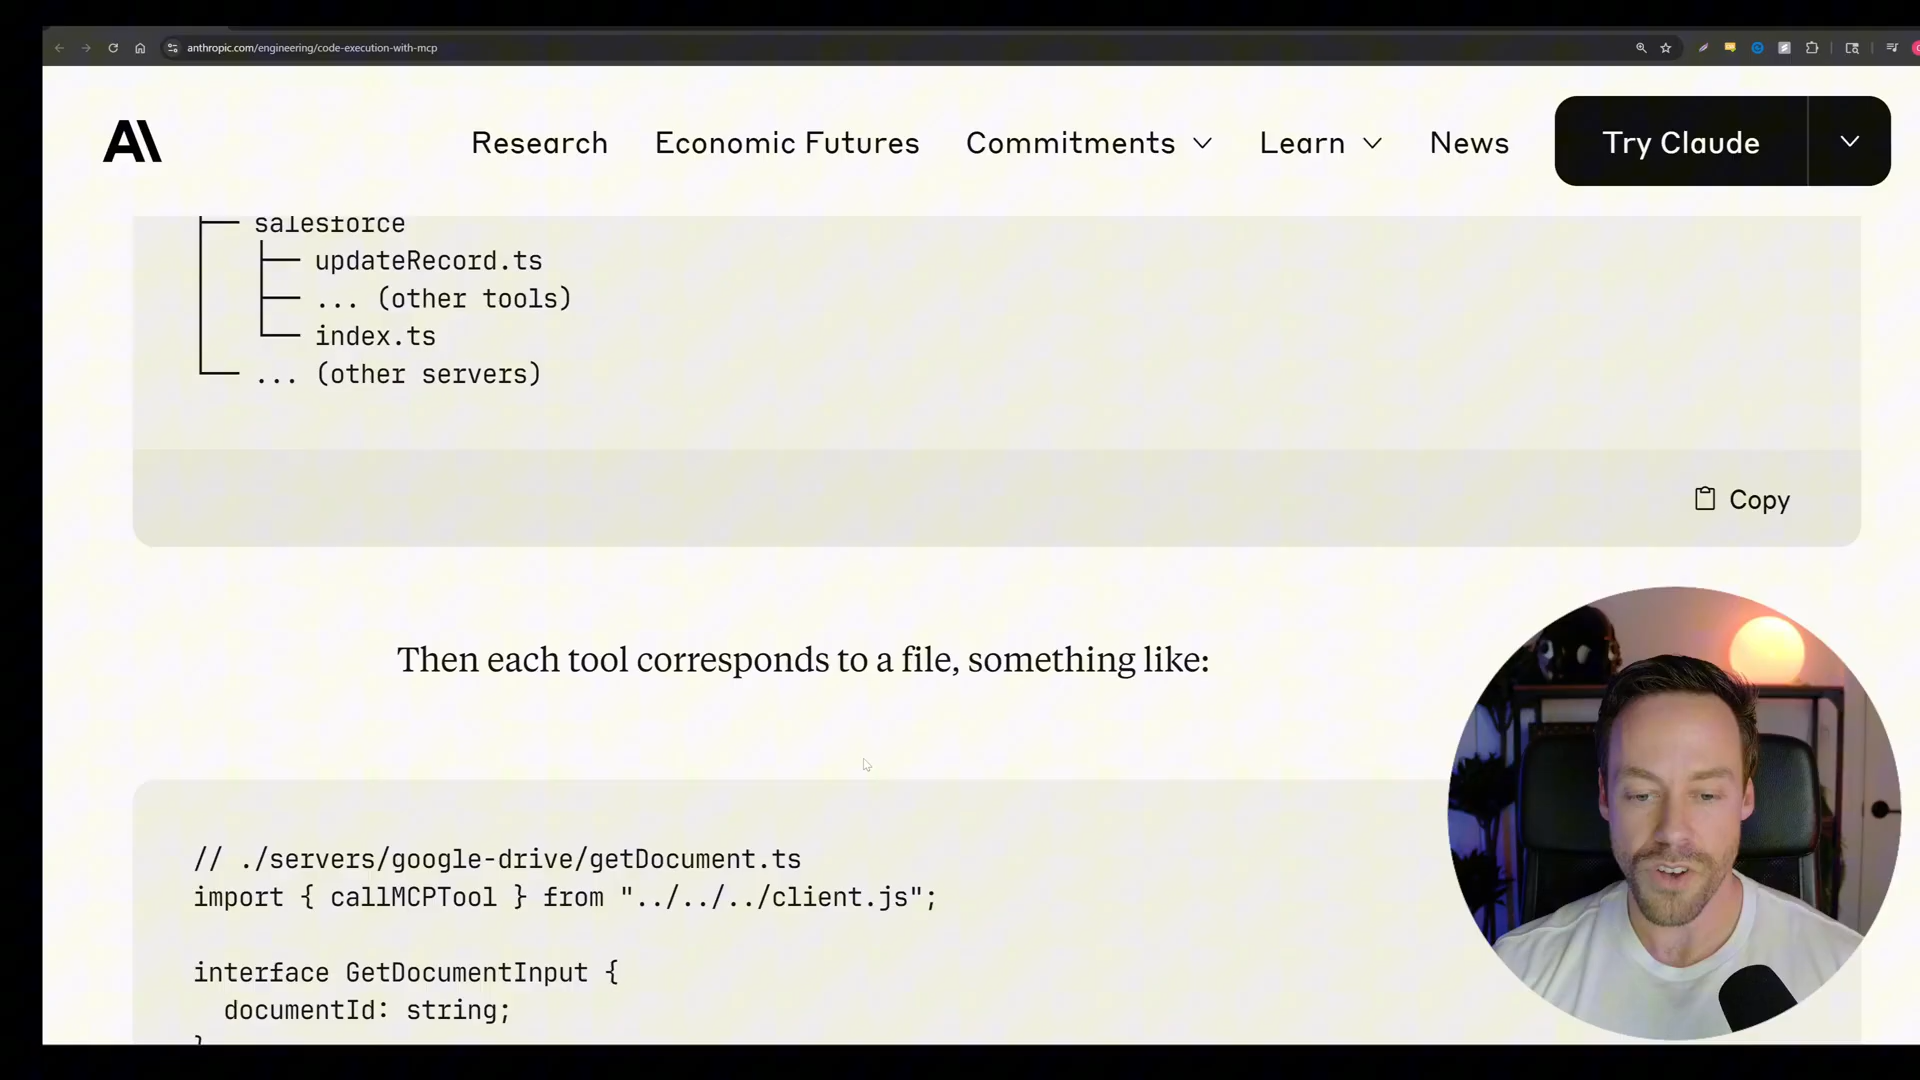 anthropic.com/engineering/code-execution-with-mcp
Research Economic Futures Commitments Learn News Try Claude
├── salesforce
│   ├── updateRecord.ts
│   ├── ... (other tools)
│   └── index.ts
└── ... (other servers)
Copy
Then each tool corresponds to a file, something like:
// ./servers/google-drive/getDocument.ts
import { callMCPTool } from "../../../client.js";
interface GetDocumentInput {
documentId: string;
}